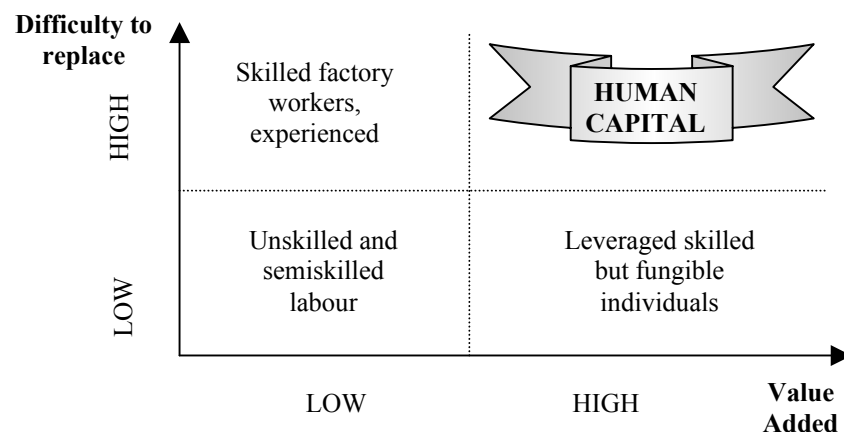 Difficulty to
replace
HIGH
LOW
Skilled factory
workers,
experienced
HUMAN
CAPITAL
Unskilled and
semiskilled
labour
Leveraged skilled
but fungible
individuals
LOW
HIGH
Value
Added